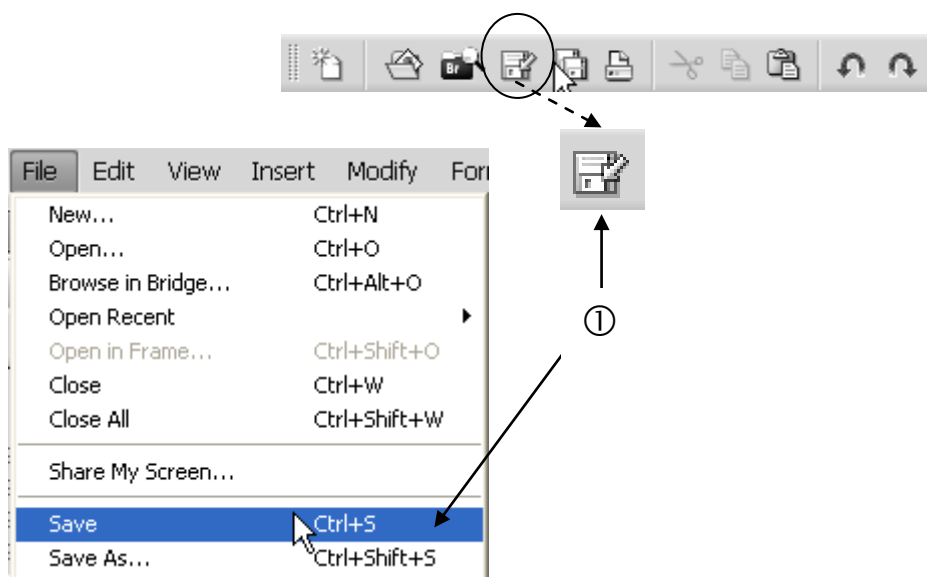 Br
File Edit View Insert Modify
New... Ctrl+N
Open... Ctrl+O
Browse in Bridge... Ctrl+Alt+O
Open Recent
①
Open in Frame... Ctrl+Shift+O
Close Ctrl+W
Close All Ctrl+Shift+W
Share My Screen...
Save Ctrl+S
Save As... Ctrl+Shift+S